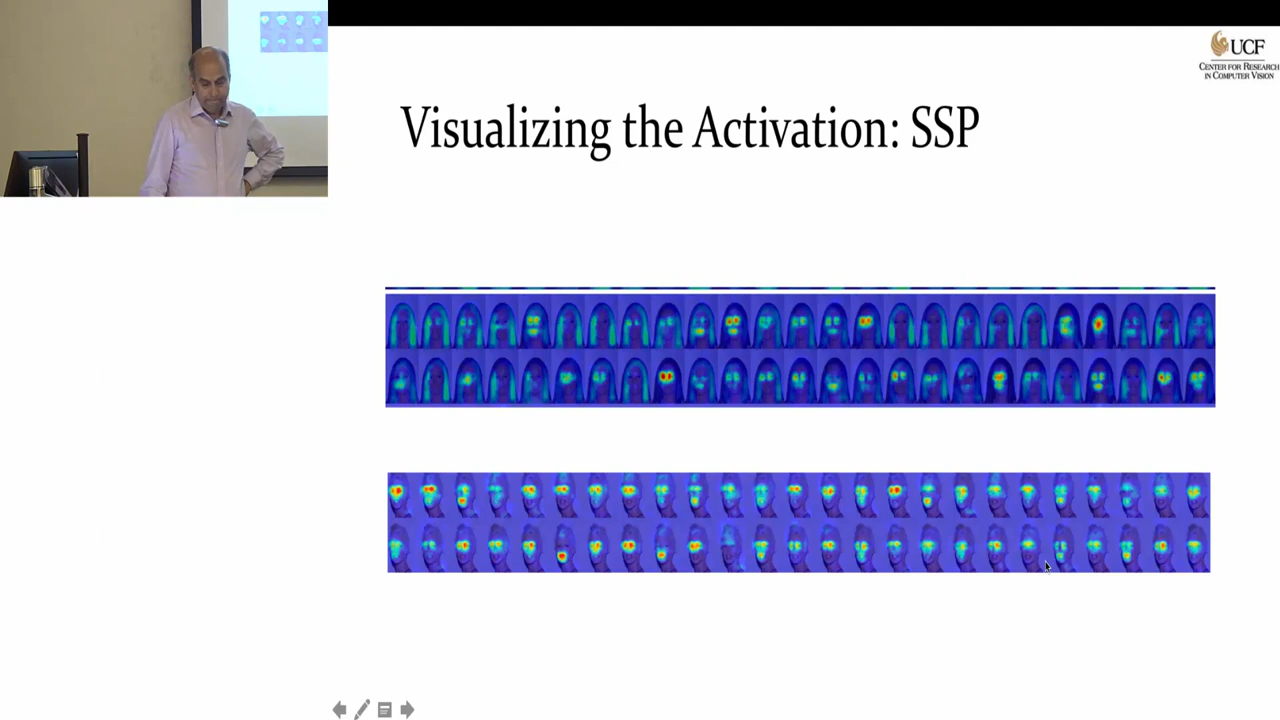 UCF
CENTER FOR RESEARCH
IN COMPUTER VISION
Visualizing the Activation: SSP